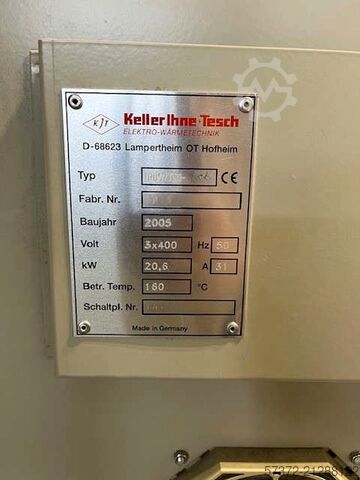 KJT Keller Ihne + Tesch
ELEKTRO-WÄRMETECHNIK
D-68623 Lampertheim OT Hofheim
Typ CE
Fabr. Nr.
Baujahr 2005
Volt 3x400 Hz 50
kW 20,6 A 31
Betr. Temp. 160 °C
Schaltpl. Nr.
Made in Germany